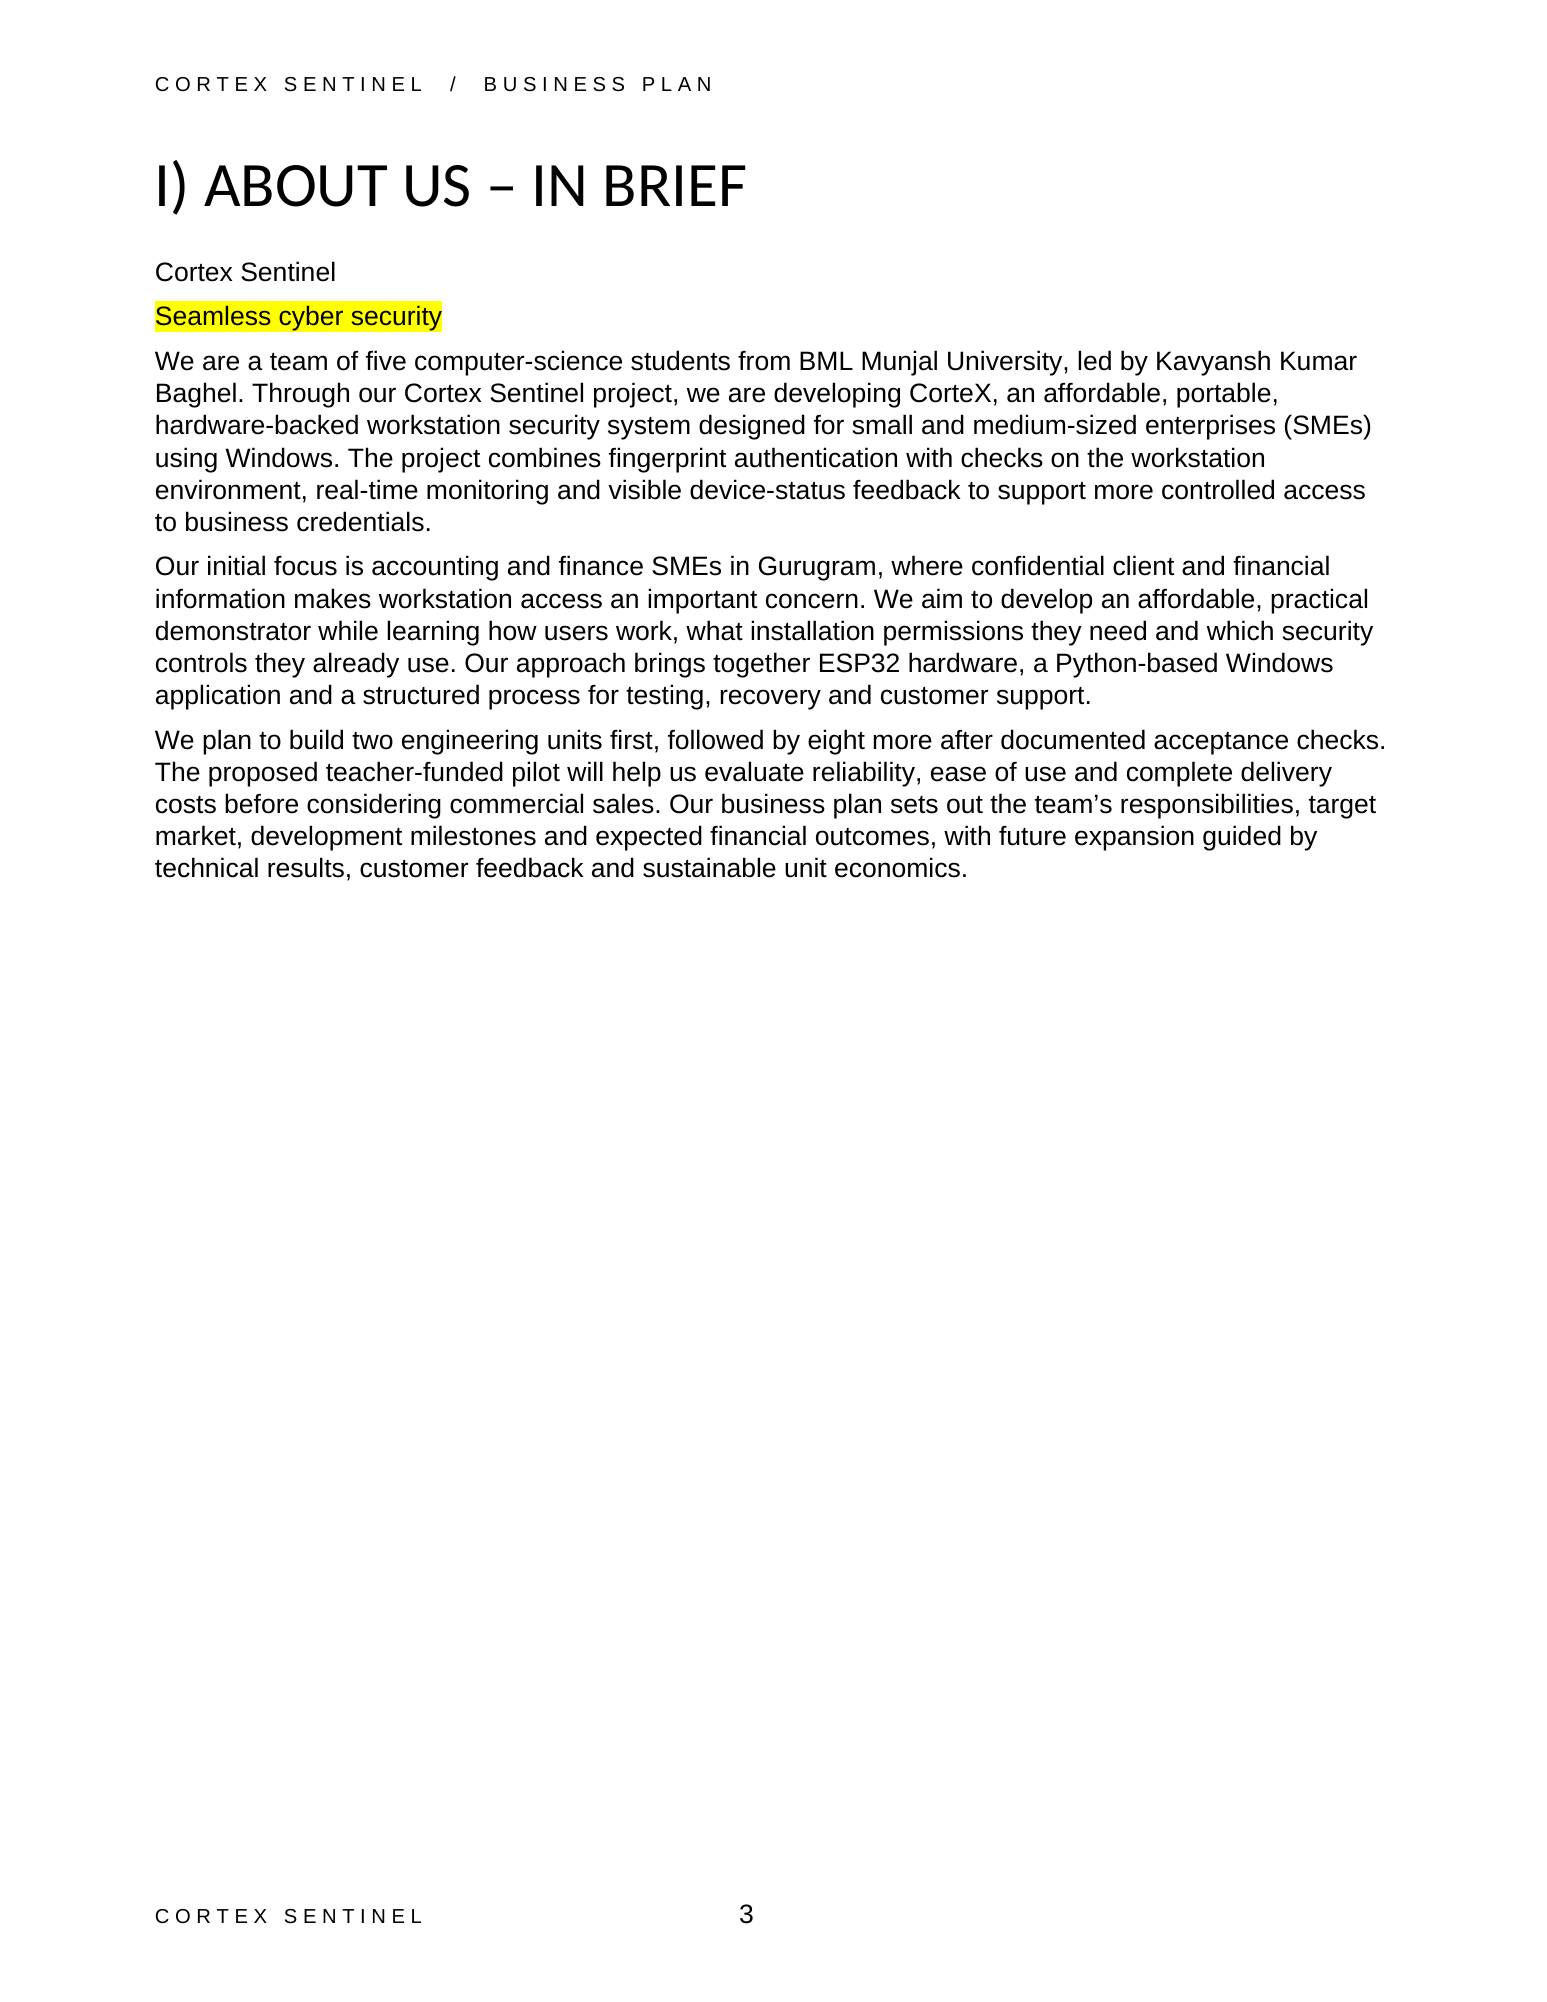 CORTEX SENTINEL / BUSINESS PLAN
I) ABOUT US – IN BRIEF
Cortex Sentinel
Seamless cyber security
We are a team of five computer-science students from BML Munjal University, led by Kavyansh Kumar
Baghel. Through our Cortex Sentinel project, we are developing CorteX, an affordable, portable,
hardware-backed workstation security system designed for small and medium-sized enterprises (SMEs)
using Windows. The project combines fingerprint authentication with checks on the workstation
environment, real-time monitoring and visible device-status feedback to support more controlled access
to business credentials.
Our initial focus is accounting and finance SMEs in Gurugram, where confidential client and financial
information makes workstation access an important concern. We aim to develop an affordable, practical
demonstrator while learning how users work, what installation permissions they need and which security
controls they already use. Our approach brings together ESP32 hardware, a Python-based Windows
application and a structured process for testing, recovery and customer support.
We plan to build two engineering units first, followed by eight more after documented acceptance checks.
The proposed teacher-funded pilot will help us evaluate reliability, ease of use and complete delivery
costs before considering commercial sales. Our business plan sets out the team’s responsibilities, target
market, development milestones and expected financial outcomes, with future expansion guided by
technical results, customer feedback and sustainable unit economics.
CORTEX SENTINEL 3